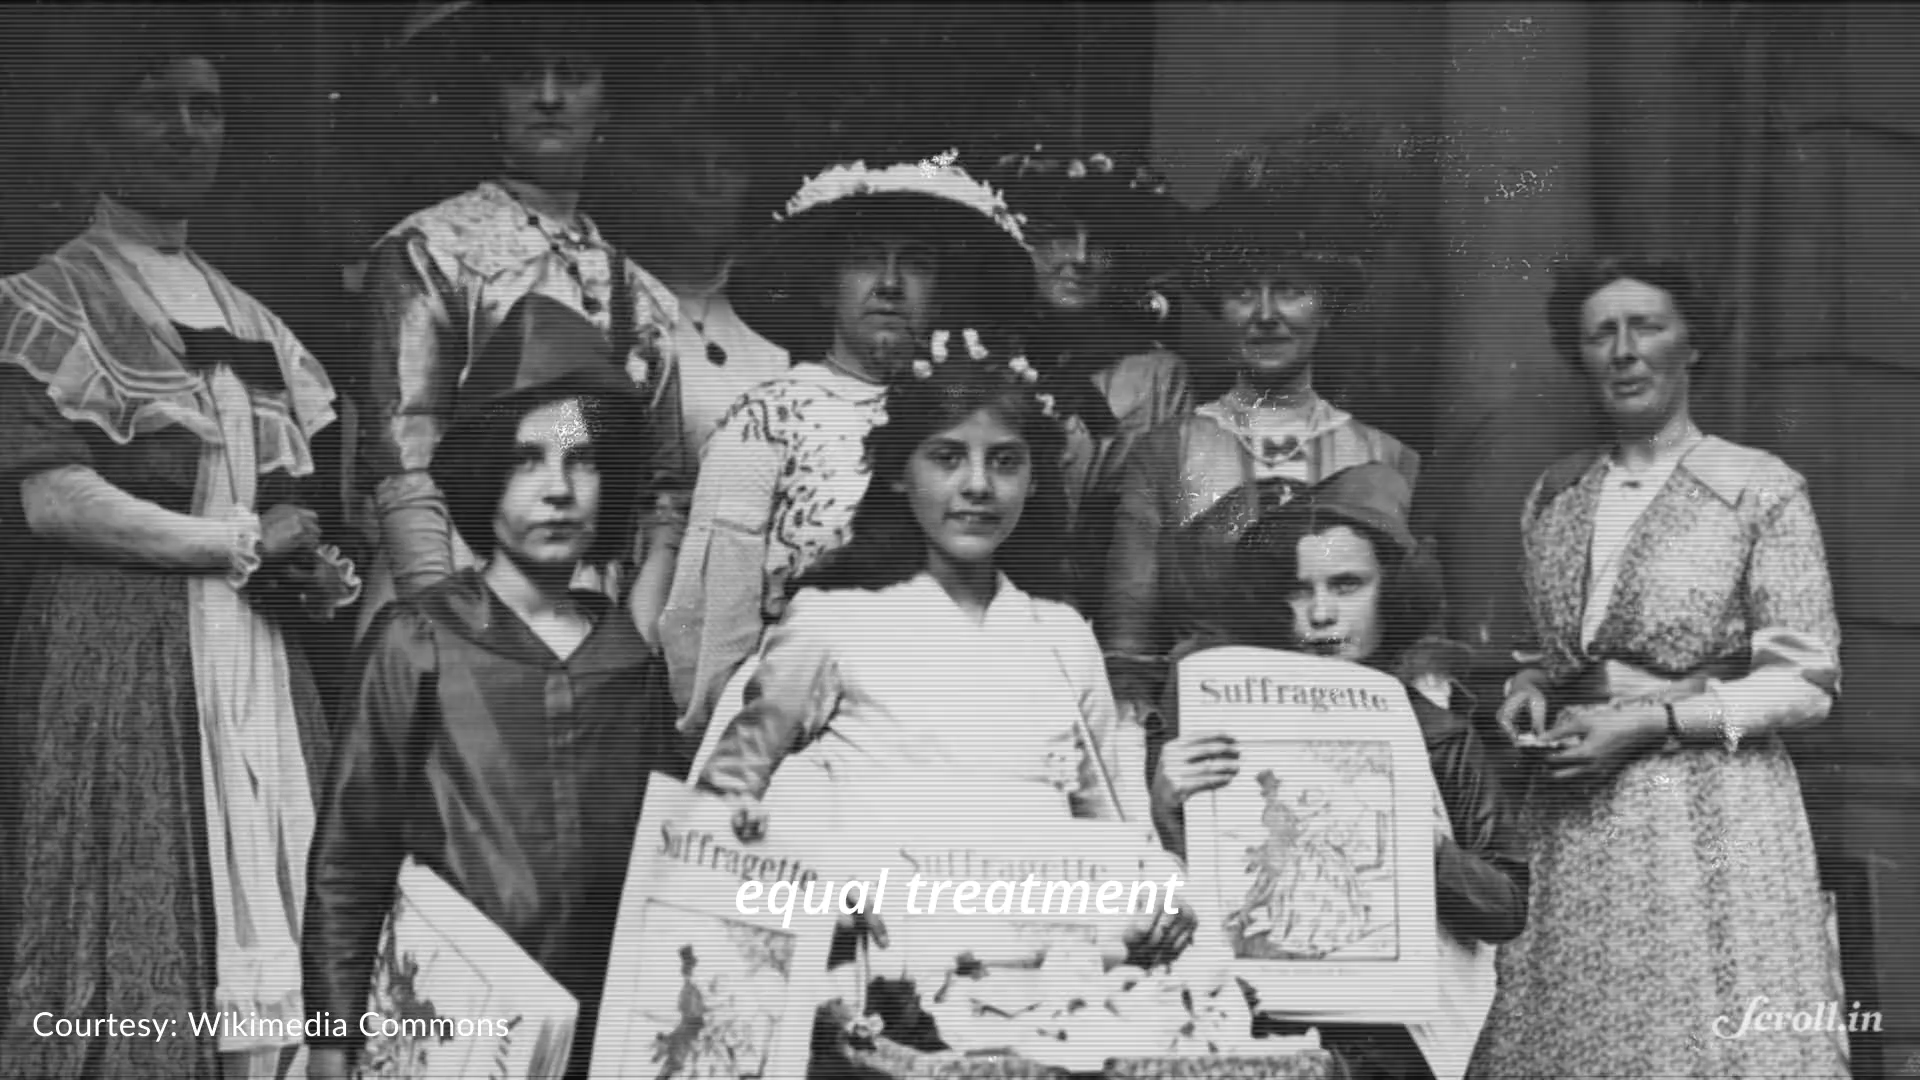 Suffragette
Suffragette
Suffragette
equal treatment
Courtesy: Wikimedia Commons
Scroll.in